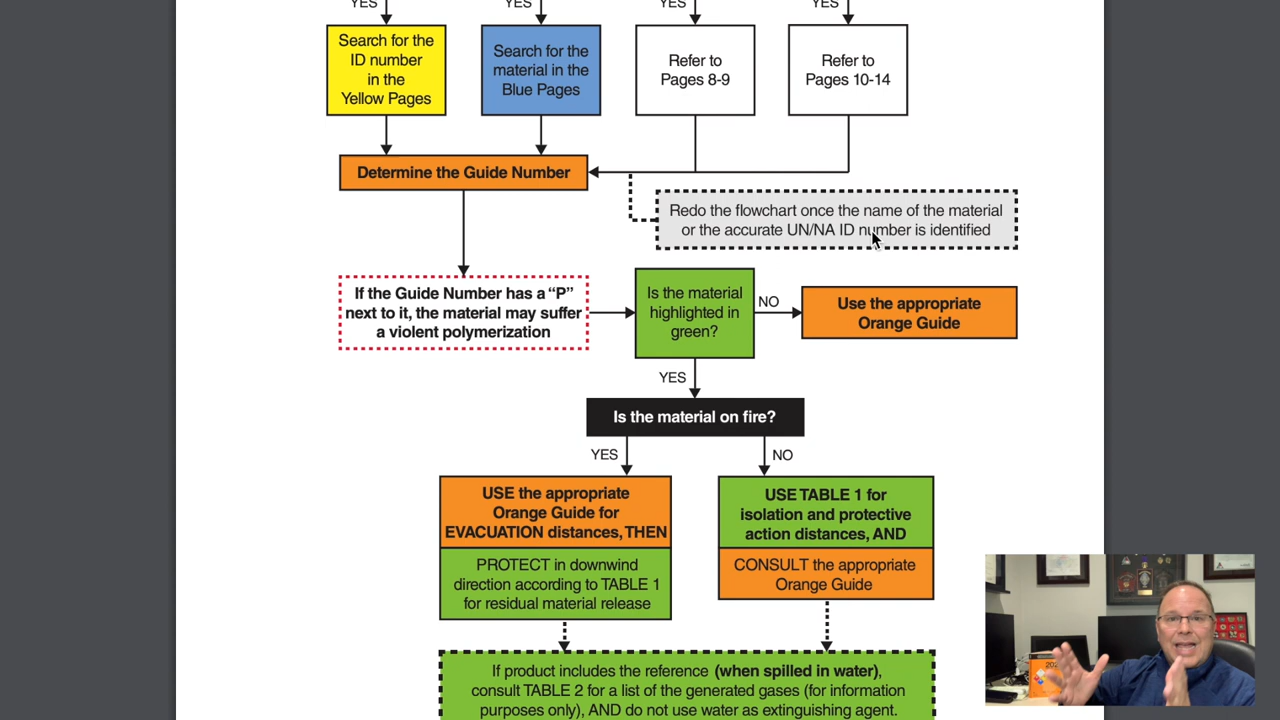 YES
YES
YES
YES
Search for the
ID number
in the
Yellow Pages
Search for the
material in the
Blue Pages
Refer to
Pages 8-9
Refer to
Pages 10-14
Determine the Guide Number
Redo the flowchart once the name of the material
or the accurate UN/NA ID number is identified
If the Guide Number has a “P”
next to it, the material may suffer
a violent polymerization
Is the material
highlighted in
green?
NO
Use the appropriate
Orange Guide
YES
Is the material on fire?
YES
NO
USE the appropriate
Orange Guide for
EVACUATION distances, THEN
PROTECT in downwind
direction according to TABLE 1
for residual material release
USE TABLE 1 for
isolation and protective
action distances, AND
CONSULT the appropriate
Orange Guide
If product includes the reference (when spilled in water),
consult TABLE 2 for a list of the generated gases (for information
purposes only), AND do not use water as extinguishing agent.